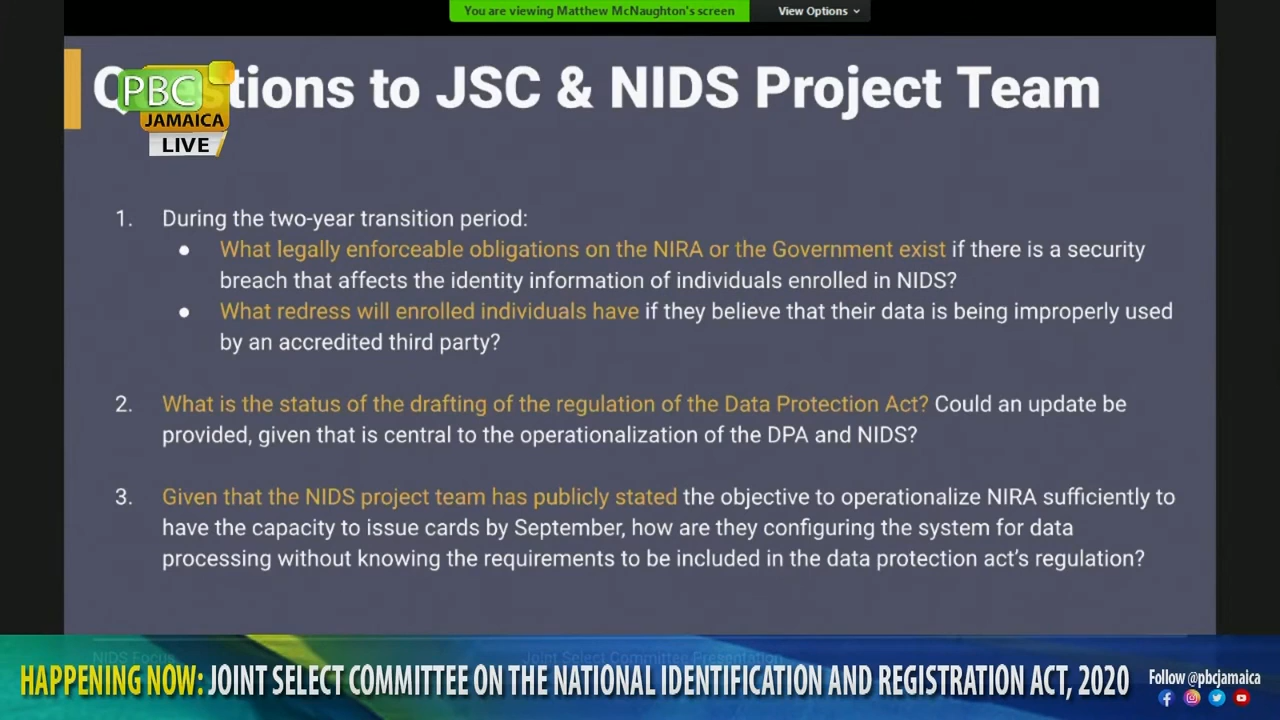 You are viewing Matthew McNaughton's screen
View Options
PBC
JAMAICA
LIVE
tions to JSC & NIDS Project Team
1. During the two-year transition period:
● What legally enforceable obligations on the NIRA or the Government exist if there is a security
breach that affects the identity information of individuals enrolled in NIDS?
● What redress will enrolled individuals have if they believe that their data is being improperly used
by an accredited third party?
2. What is the status of the drafting of the regulation of the Data Protection Act? Could an update be
provided, given that is central to the operationalization of the DPA and NIDS?
3. Given that the NIDS project team has publicly stated the objective to operationalize NIRA sufficiently to
have the capacity to issue cards by September, how are they configuring the system for data
processing without knowing the requirements to be included in the data protection act's regulation?
NIDS Focus
Joint Select Committee Presentation
HAPPENING NOW: JOINT SELECT COMMITTEE ON THE NATIONAL IDENTIFICATION AND REGISTRATION ACT, 2020
Follow @pbcjamaica